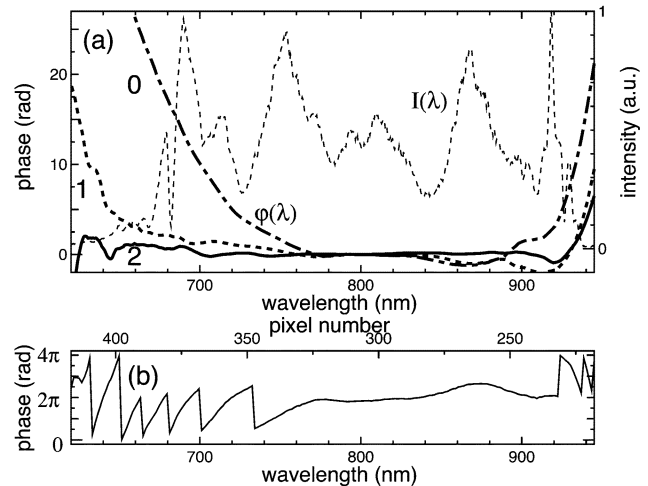 (a)
phase (rad)
20
10
0
0
1
2
I(λ)
φ(λ)
1
0
intensity (a.u.)
700
800
900
wavelength (nm)
pixel number
400
350
300
250
(b)
phase (rad)
4π
2π
0
700
800
900
wavelength (nm)